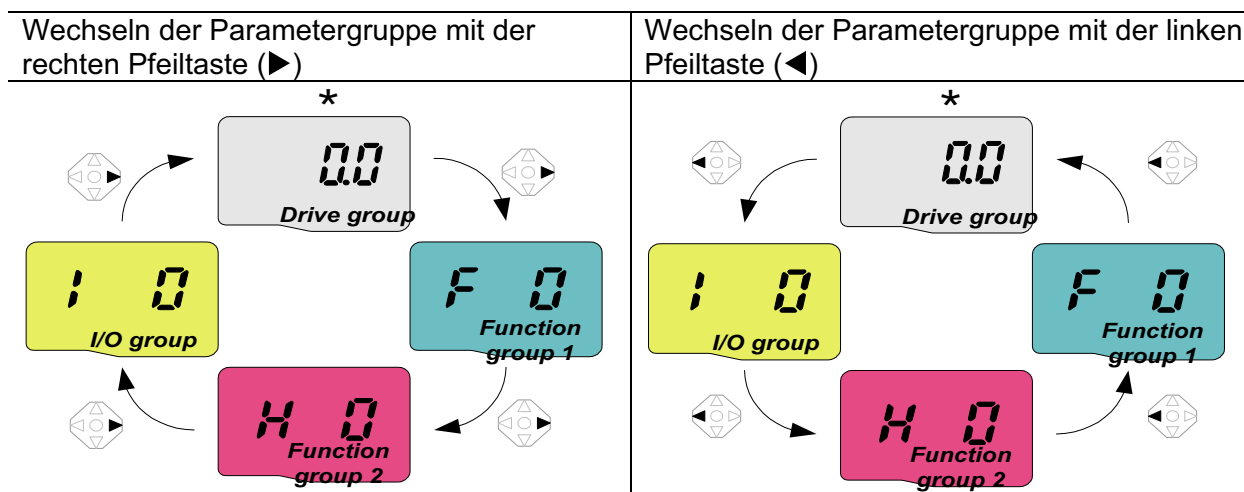 Wechseln der Parametergruppe mit der
rechten Pfeiltaste (▶)
*
0.0
Drive group
I 0
I/O group
F 0
Function
group 1
H 0
Function
group 2
Wechseln der Parametergruppe mit der linken
Pfeiltaste (◀)
*
0.0
Drive group
I 0
I/O group
F 0
Function
group 1
H 0
Function
group 2